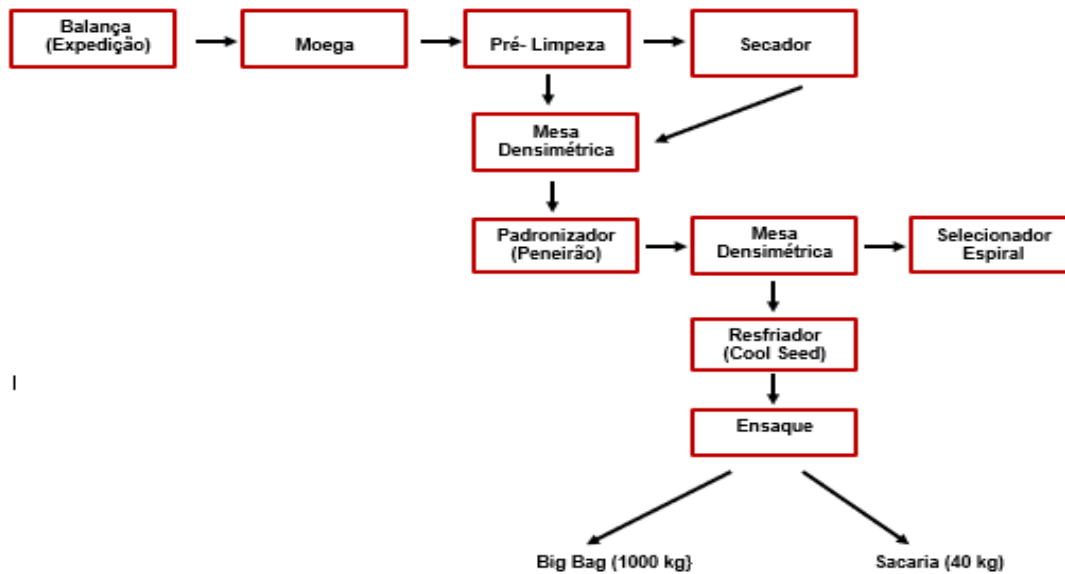 Balança
(Expedição)
Moega
Pré- Limpeza
Secador
Mesa
Densimétrica
Padronizador
(Peneirão)
Mesa
Densimétrica
Selecionador
Espiral
Resfriador
(Cool Seed)
I
Ensaque
Big Bag (1000 kg}
Sacaria (40 kg)